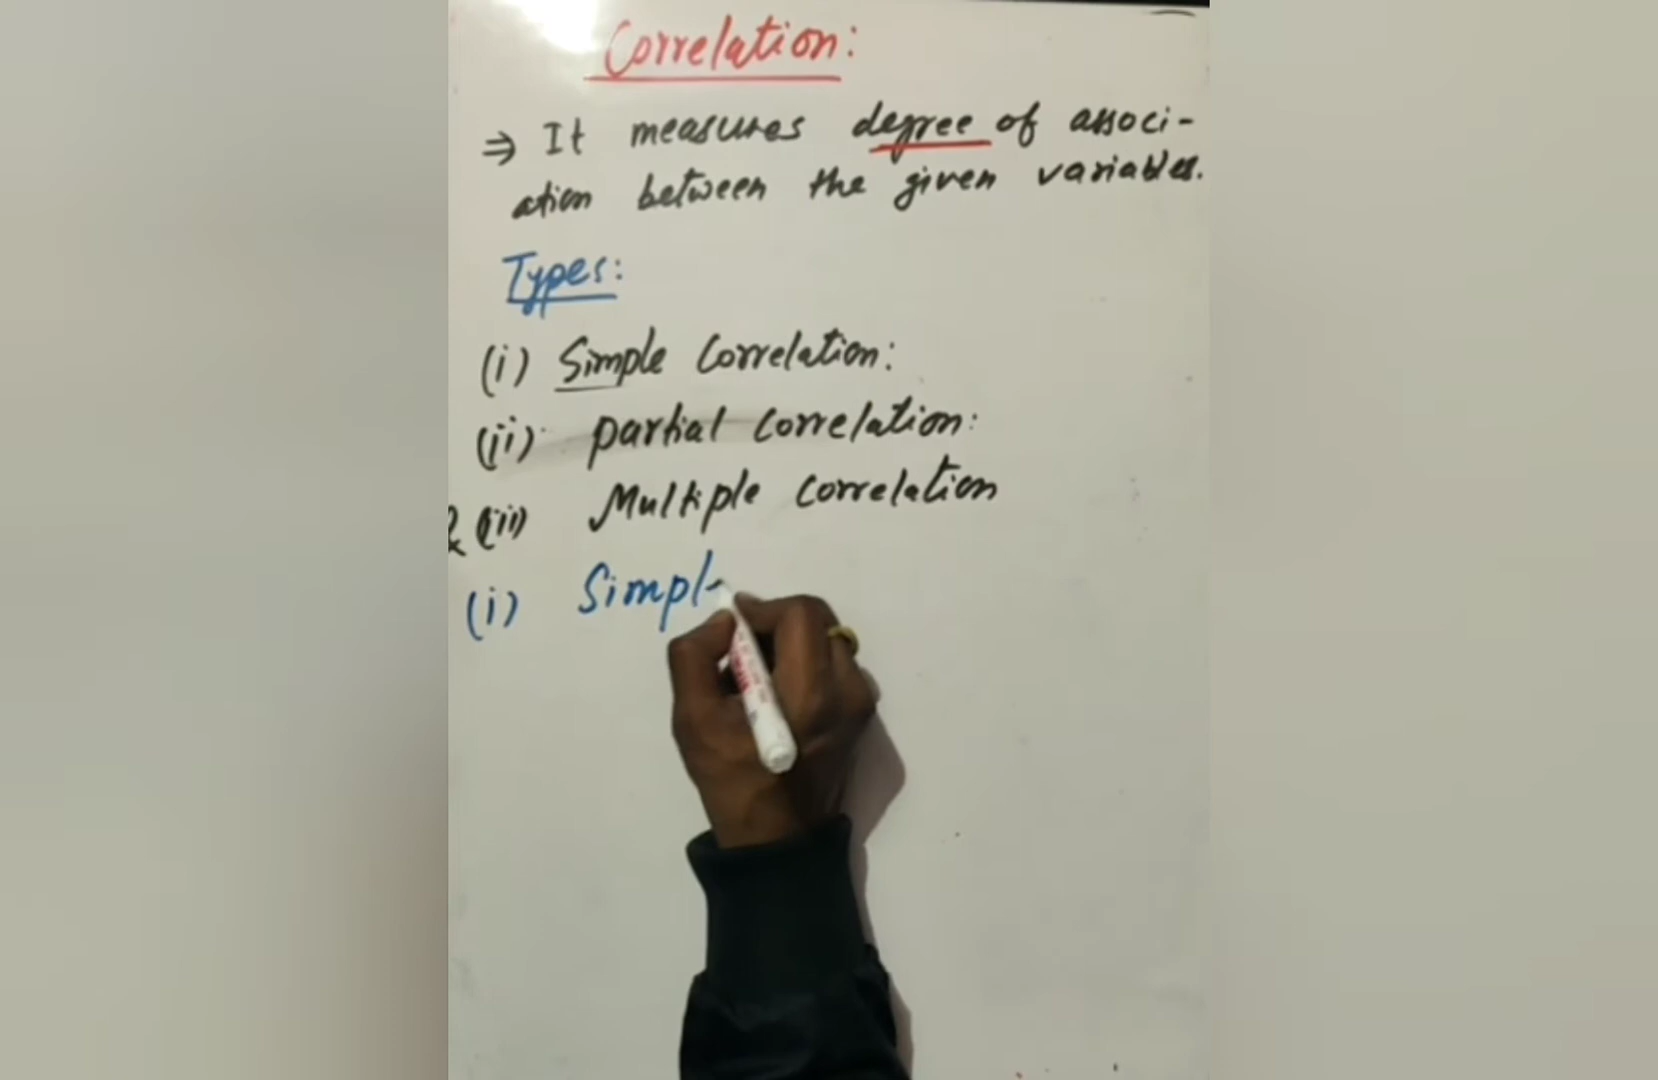 Correlation:
⇒ It measures degree of associ-
ation between the given variables.
Types:
(i) Simple Correlation:
(ii) partial correlation:
& (iii) Multiple correlation
(i) Simple